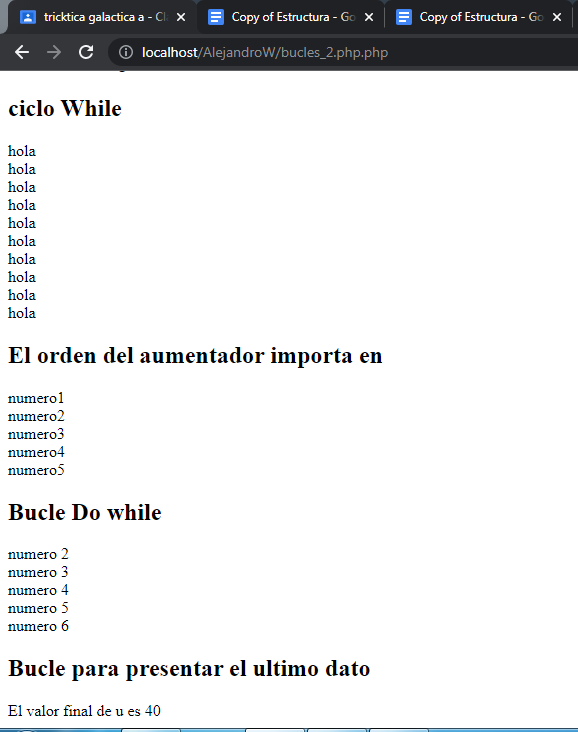 tricktica galactica a - Cl
Copy of Estructura - Go
Copy of Estructura - Go
localhost/AlejandroW/bucles_2.php.php
ciclo While
hola
hola
hola
hola
hola
hola
hola
hola
hola
hola
El orden del aumentador importa en
numero1
numero2
numero3
numero4
numero5
Bucle Do while
numero 2
numero 3
numero 4
numero 5
numero 6
Bucle para presentar el ultimo dato
El valor final de u es 40